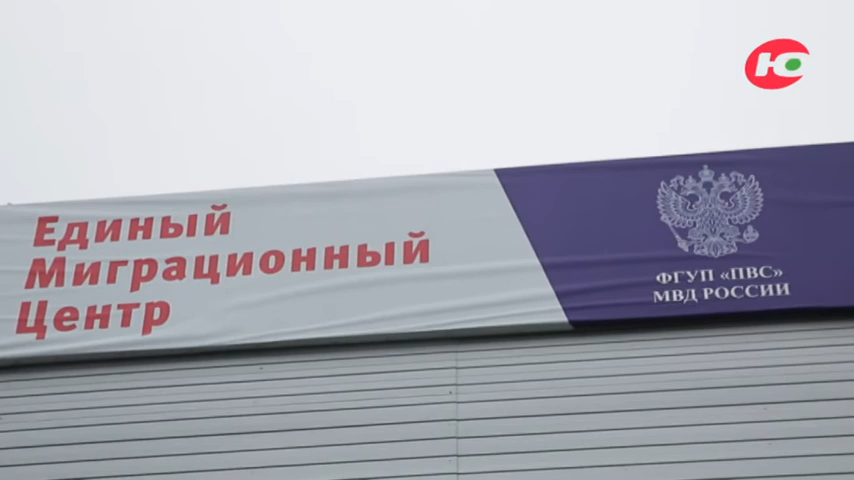 Ю
Единый
Миграционный
Центр
ФГУП «ПВС»
МВД РОССИИ